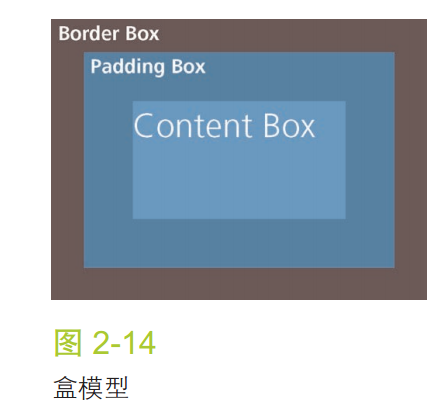 Border Box
Padding Box
Content Box
图 2-14
盒模型